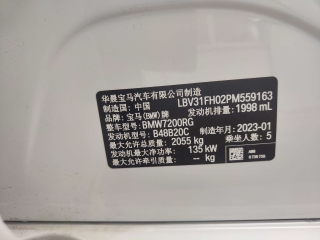 华晨宝马汽车有限公司制造
制造国: 中国 LBV31FH02PM559163
品牌: 宝马(BMW)牌 发动机排量: 1998 mL
整车型号: BMW7200RG
发动机型号: B48B20C 制造年月: 2023-01
最大允许总质量: 2055 kg 乘坐人数: 5
发动机最大净功率: 135 kW
最大允许牵引质量: -- kg